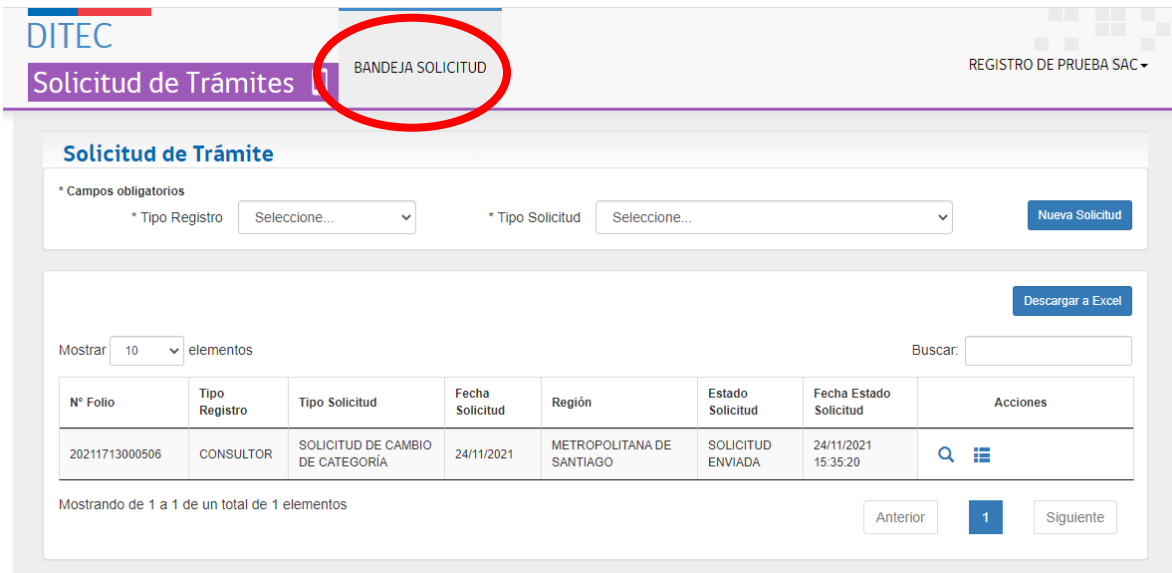 DITEC
Solicitud de Trámites
BANDEJA SOLICITUD
REGISTRO DE PRUEBA SAC
Solicitud de Trámite
* Campos obligatorios
* Tipo Registro Seleccione... * Tipo Solicitud Seleccione... Nueva Solicitud
Descargar a Excel
Mostrar 10 elementos Buscar:
N° Folio Tipo Registro Tipo Solicitud Fecha Solicitud Región Estado Solicitud Fecha Estado Solicitud Acciones
20211713000506 CONSULTOR SOLICITUD DE CAMBIO DE CATEGORÍA 24/11/2021 METROPOLITANA DE SANTIAGO SOLICITUD ENVIADA 24/11/2021 15:35:20
Mostrando de 1 a 1 de un total de 1 elementos
Anterior 1 Siguiente